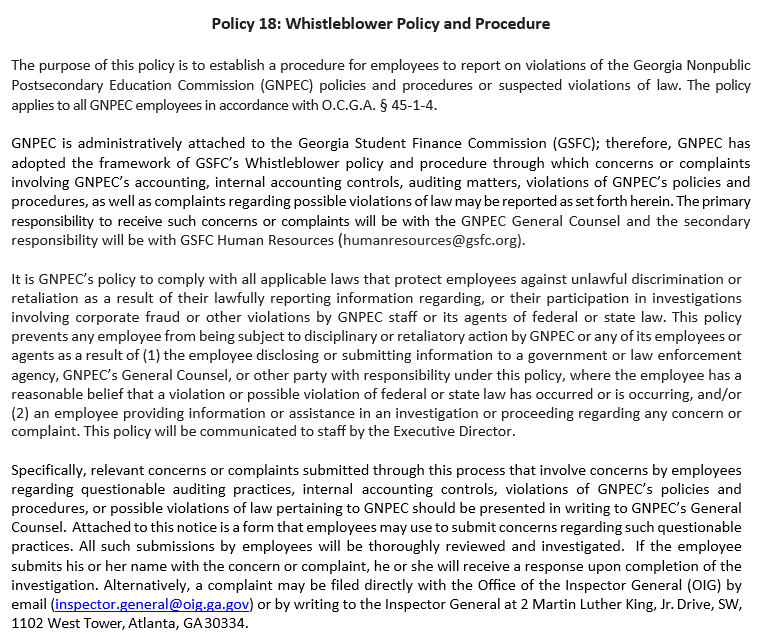 Policy 18: Whistleblower Policy and Procedure
The purpose of this policy is to establish a procedure for employees to report on violations of the Georgia Nonpublic
Postsecondary Education Commission (GNPEC) policies and procedures or suspected violations of law. The policy
applies to all GNPEC employees in accordance with O.C.G.A. § 45-1-4.
GNPEC is administratively attached to the Georgia Student Finance Commission (GSFC); therefore, GNPEC has
adopted the framework of GSFC’s Whistleblower policy and procedure through which concerns or complaints
involving GNPEC’s accounting, internal accounting controls, auditing matters, violations of GNPEC’s policies and
procedures, as well as complaints regarding possible violations of law may be reported as set forth herein. The primary
responsibility to receive such concerns or complaints will be with the GNPEC General Counsel and the secondary
responsibility will be with GSFC Human Resources (humanresources@gsfc.org).
It is GNPEC’s policy to comply with all applicable laws that protect employees against unlawful discrimination or
retaliation as a result of their lawfully reporting information regarding, or their participation in investigations
involving corporate fraud or other violations by GNPEC staff or its agents of federal or state law. This policy
prevents any employee from being subject to disciplinary or retaliatory action by GNPEC or any of its employees or
agents as a result of (1) the employee disclosing or submitting information to a government or law enforcement
agency, GNPEC’s General Counsel, or other party with responsibility under this policy, where the employee has a
reasonable belief that a violation or possible violation of federal or state law has occurred or is occurring, and/or
(2) an employee providing information or assistance in an investigation or proceeding regarding any concern or
complaint. This policy will be communicated to staff by the Executive Director.
Specifically, relevant concerns or complaints submitted through this process that involve concerns by employees
regarding questionable auditing practices, internal accounting controls, violations of GNPEC’s policies and
procedures, or possible violations of law pertaining to GNPEC should be presented in writing to GNPEC’s General
Counsel. Attached to this notice is a form that employees may use to submit concerns regarding such questionable
practices. All such submissions by employees will be thoroughly reviewed and investigated. If the employee
submits his or her name with the concern or complaint, he or she will receive a response upon completion of the
investigation. Alternatively, a complaint may be filed directly with the Office of the Inspector General (OIG) by
email (inspector.general@oig.ga.gov) or by writing to the Inspector General at 2 Martin Luther King, Jr. Drive, SW,
1102 West Tower, Atlanta, GA 30334.